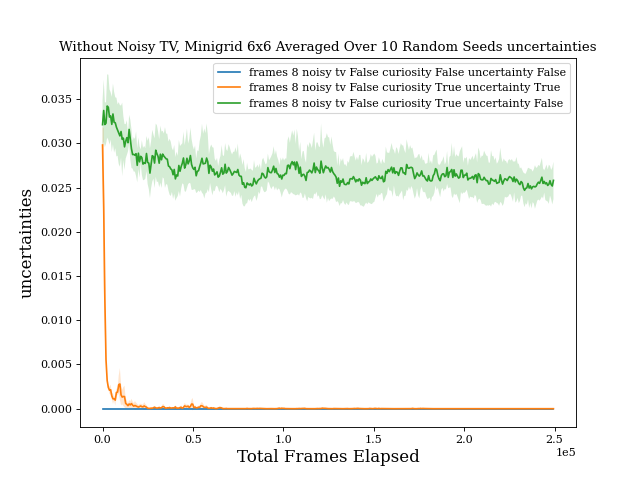 Without Noisy TV, Minigrid 6x6 Averaged Over 10 Random Seeds uncertainties
frames 8 noisy tv False curiosity False uncertainty False
frames 8 noisy tv False curiosity True uncertainty True
frames 8 noisy tv False curiosity True uncertainty False
uncertainties
0.035
0.030
0.025
0.020
0.015
0.010
0.005
0.000
0.0 0.5 1.0 1.5 2.0 2.5
1e5
Total Frames Elapsed